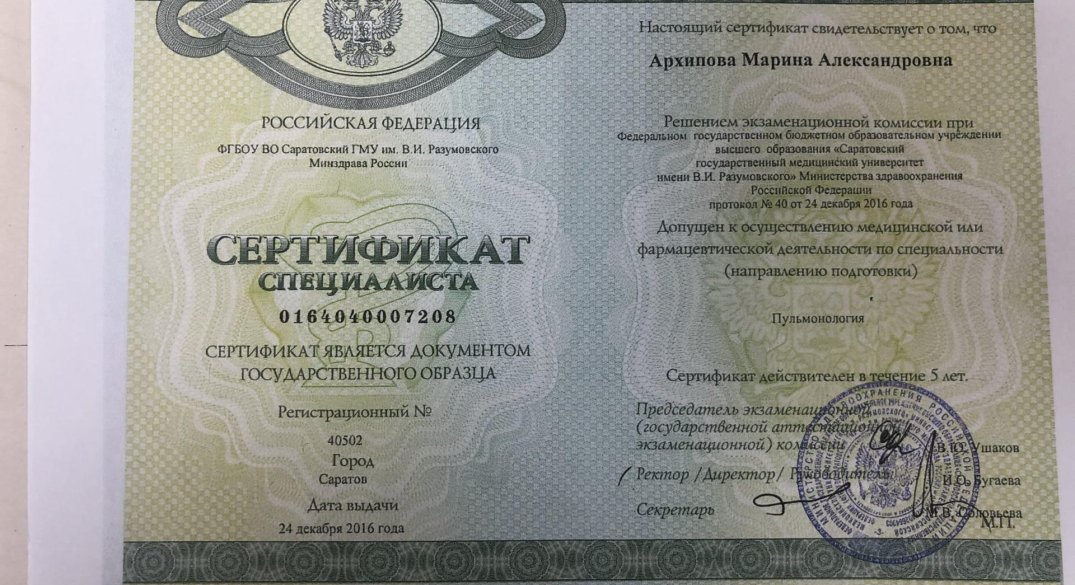 РОССИЙСКАЯ ФЕДЕРАЦИЯ
ФГБОУ ВО Саратовский ГМУ им. В.И. Разумовского
Минздрава России
СЕРТИФИКАТ
СПЕЦИАЛИСТА
0164040007208
СЕРТИФИКАТ ЯВЛЯЕТСЯ ДОКУМЕНТОМ
ГОСУДАРСТВЕННОГО ОБРАЗЦА
Регистрационный №
40502
Город
Саратов
Дата выдачи
24 декабря 2016 года
Настоящий сертификат свидетельствует о том, что
Архипова Марина Александровна
Решением экзаменационной комиссии при
Федеральном государственном бюджетном образовательном учреждении
высшего образования «Саратовский
государственный медицинский университет
имени В.И. Разумовского» Министерства здравоохранения
Российской Федерации
протокол № 40 от 24 декабря 2016 года
Допущен к осуществлению медицинской или
фармацевтической деятельности по специальности
(направлению подготовки)
Пульмонология
Сертификат действителен в течение 5 лет.
Председатель экзаменационной
(государственной аттестационной
экзаменационной) комиссии
В.Ю. Ушаков
Ректор /Директор/ Руководитель
И.О. Бугаева
Секретарь
М.В. Соловьева
М.П.